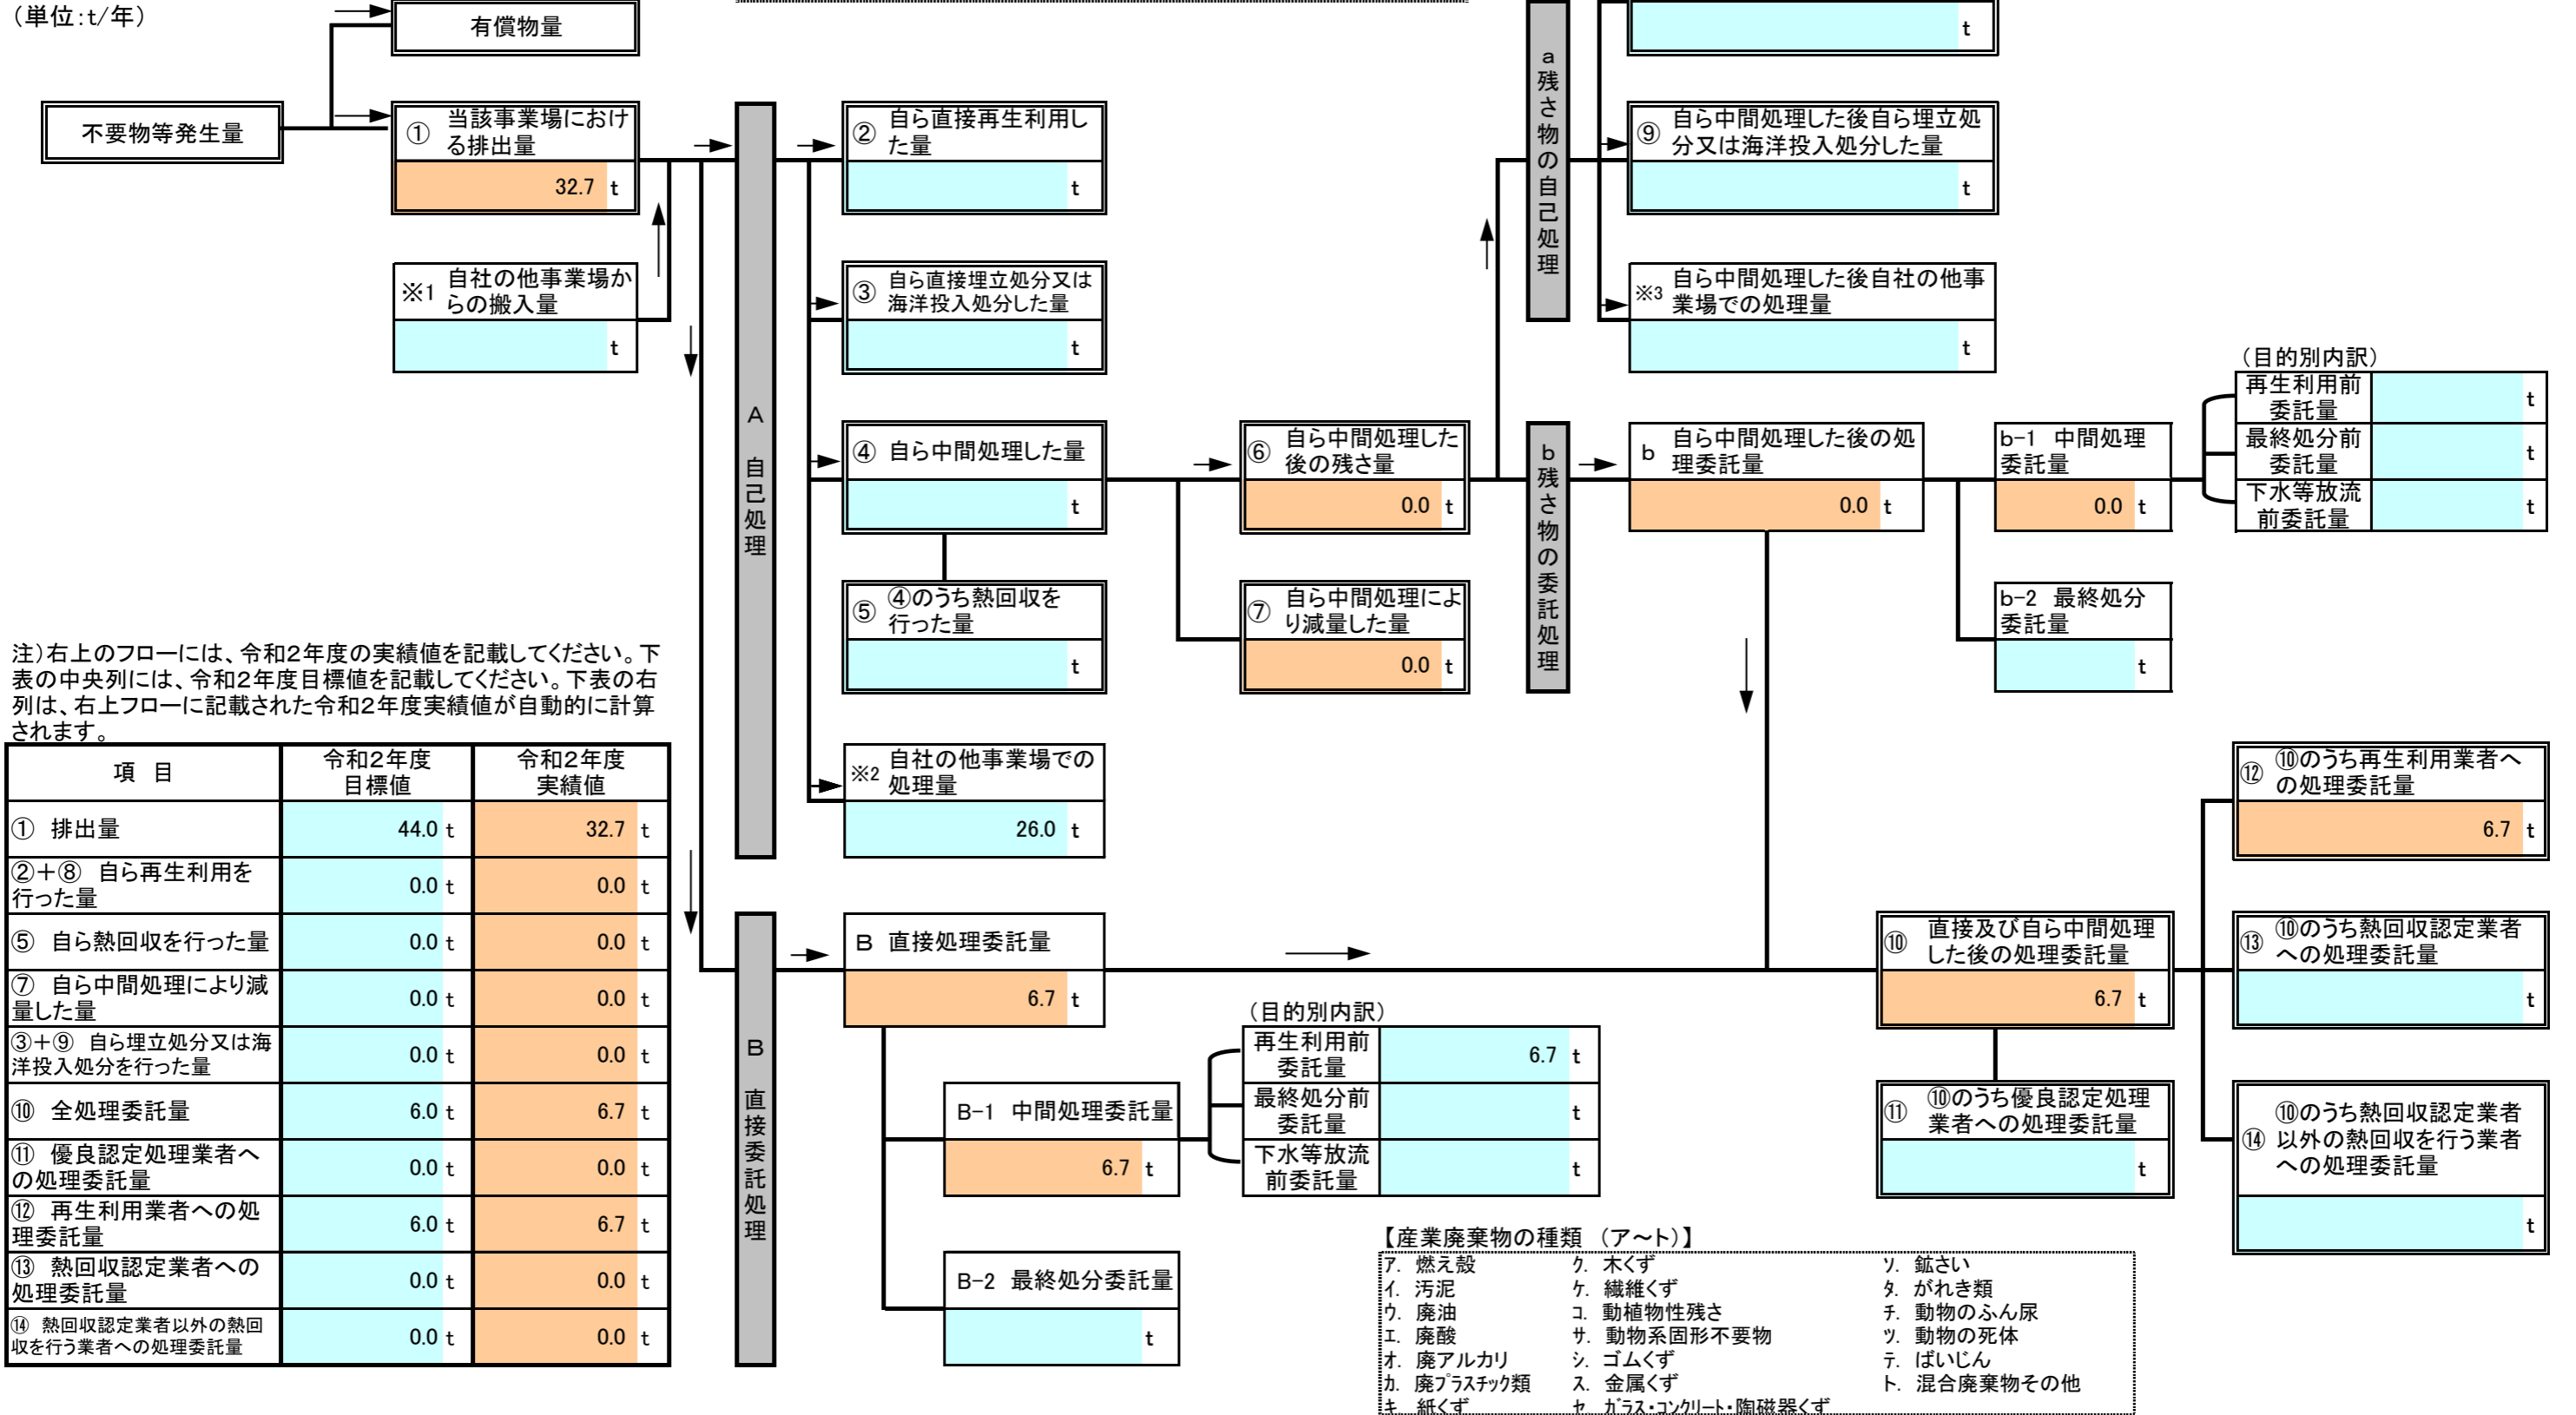 （単位:t/年）
有償物量
t
不要物等発生量
① 当該事業場におけ
る排出量
32.7 t
※1 自社の他事業場か
らの搬入量
t
A 自己処理
② 自ら直接再生利用し
た量
t
③ 自ら直接埋立処分又は
海洋投入処分した量
t
④ 自ら中間処理した量
t
⑤ ④のうち熱回収を
行った量
t
※2 自社の他事業場での
処理量
26.0 t
⑥ 自ら中間処理した
後の残さ量
0.0 t
⑦ 自ら中間処理によ
り減量した量
0.0 t
a残さ物の自己処理
⑨ 自ら中間処理した後自ら埋立処
分又は海洋投入処分した量
t
※3 自ら中間処理した後自社の他事
業場での処理量
t
b残さ物の委託処理
b 自ら中間処理した後の処
理委託量
0.0 t
b-1 中間処理
委託量
0.0 t
（目的別内訳）
再生利用前
委託量
t
最終処分前
委託量
t
下水等放流
前委託量
t
b-2 最終処分
委託量
t
注）右上のフローには、令和2年度の実績値を記載してください。下
表の中央列には、令和2年度目標値を記載してください。下表の右
列は、右上フローに記載された令和2年度実績値が自動的に計算
されます。
項 目 令和2年度
目標値 令和2年度
実績値
① 排出量 44.0 t 32.7 t
②＋⑧ 自ら再生利用を
行った量 0.0 t 0.0 t
⑤ 自ら熱回収を行った量 0.0 t 0.0 t
⑦ 自ら中間処理により減
量した量 0.0 t 0.0 t
③＋⑨ 自ら埋立処分又は海
洋投入処分を行った量 0.0 t 0.0 t
⑩ 全処理委託量 6.0 t 6.7 t
⑪ 優良認定処理業者へ
の処理委託量 0.0 t 0.0 t
⑫ 再生利用業者への処
理委託量 6.0 t 6.7 t
⑬ 熱回収認定業者への
処理委託量 0.0 t 0.0 t
⑭ 熱回収認定業者以外の熱回
収を行う業者への処理委託量 0.0 t 0.0 t
B 直接委託処理
B 直接処理委託量
6.7 t
B-1 中間処理委託量
6.7 t
（目的別内訳）
再生利用前
委託量
6.7 t
最終処分前
委託量
t
下水等放流
前委託量
t
B-2 最終処分委託量
t
⑩ 直接及び自ら中間処理
した後の処理委託量
6.7 t
⑪ ⑩のうち優良認定処理
業者への処理委託量
t
⑫ ⑩のうち再生利用業者へ
の処理委託量
6.7 t
⑬ ⑩のうち熱回収認定業者
への処理委託量
t
⑭ ⑩のうち熱回収認定業者
以外の熱回収を行う業者
への処理委託量
t
【産業廃棄物の種類 （ア～ト）】
ア. 燃え殻 ク. 木くず ソ. 鉱さい
イ. 汚泥 ケ. 繊維くず タ. がれき類
ウ. 廃油 コ. 動植物性残さ チ. 動物のふん尿
エ. 廃酸 サ. 動物系固形不要物 ツ. 動物の死体
オ. 廃アルカリ シ. ゴムくず テ. ばいじん
カ. 廃プラスチック類 ス. 金属くず ト. 混合廃棄物その他
キ. 紙くず セ. ガラス・コンクリート・陶磁器くず